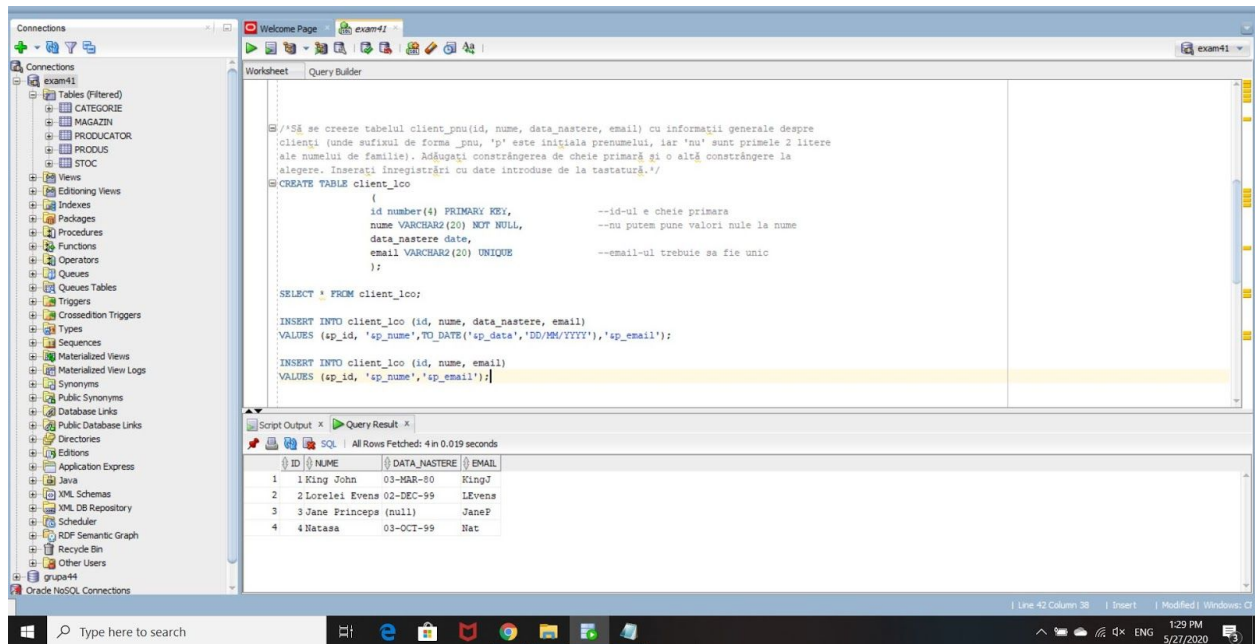 Connections
Welcome Page
exam41
exam41
Worksheet
Query Builder
Connections
exam41
Tables (Filtered)
CATEGORIE
MAGAZIN
PRODUCATOR
PRODUS
STOC
Views
Editioning Views
Indexes
Packages
Procedures
Functions
Operators
Queues
Queues Tables
Triggers
Crossedition Triggers
Types
Sequences
Materialized Views
Materialized View Logs
Synonyms
Public Synonyms
Database Links
Public Database Links
Directories
Editions
Application Express
Java
XML Schemas
XML DB Repository
Scheduler
RDF Semantic Graph
Recycle Bin
Other Users
grupa44
Oracle NoSQL Connections
/*Să se creeze tabelul client_pnu(id, nume, data_nastere, email) cu informații generale despre
clienți (unde sufixul de forma _pnu, 'p' este inițiala prenumelui, iar 'nu' sunt primele 2 litere
ale numelui de familie). Adăugați constrângerea de cheie primară și o altă constrângere la
alegere. Inserați înregistrări cu date introduse de la tastatură.*/
CREATE TABLE client_lco
(
id number(4) PRIMARY KEY, --id-ul e cheie primara
nume VARCHAR2(20) NOT NULL, --nu putem pune valori nule la nume
data_nastere date,
email VARCHAR2(20) UNIQUE --email-ul trebuie sa fie unic
);
SELECT * FROM client_lco;
INSERT INTO client_lco (id, nume, data_nastere, email)
VALUES (&p_id, '&p_nume',TO_DATE('&p_data','DD/MM/YYYY'),'&p_email');
INSERT INTO client_lco (id, nume, email)
VALUES (&p_id, '&p_nume','&p_email');
Script Output x
Query Result x
SQL | All Rows Fetched: 4 in 0.019 seconds
ID NUME DATA_NASTERE EMAIL
1 1 King John 03-MAR-80 KingJ
2 2 Lorelei Evens 02-DEC-99 LEvens
3 3 Jane Princeps (null) JaneP
4 4 Natasa 03-OCT-99 Nat
| Line 42 Column 38 | Insert | Modified | Windows: C
Type here to search
ENG
1:29 PM
5/27/2020
3